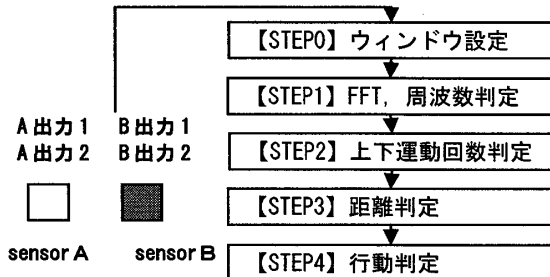 【STEP0】ウィンドウ設定
【STEP1】FFT, 周波数判定
【STEP2】上下運動回数判定
【STEP3】距離判定
【STEP4】行動判定
A出力1 B出力1
A出力2 B出力2
sensor A sensor B